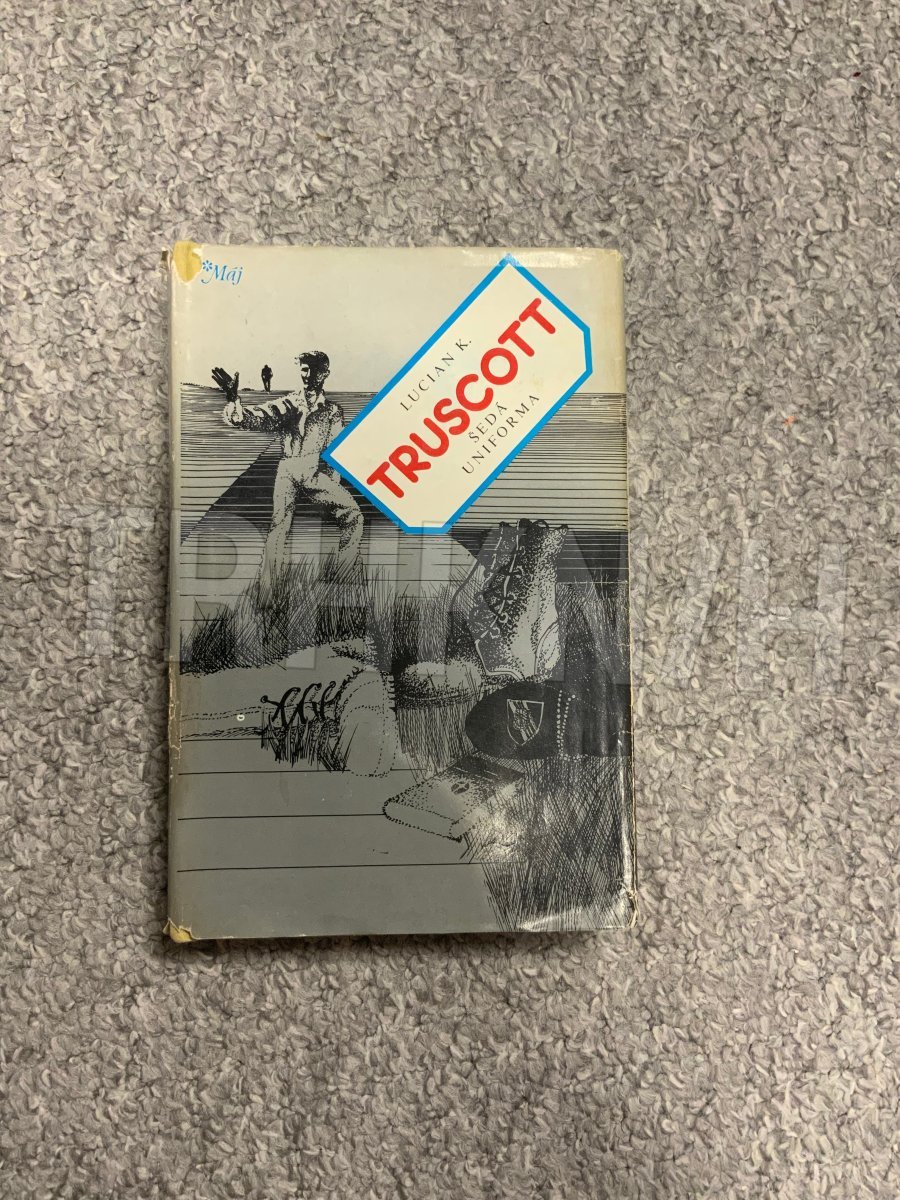 *Máj
LUCIAN K.
TRUSCOTT
ŠEDÁ
UNIFORMA